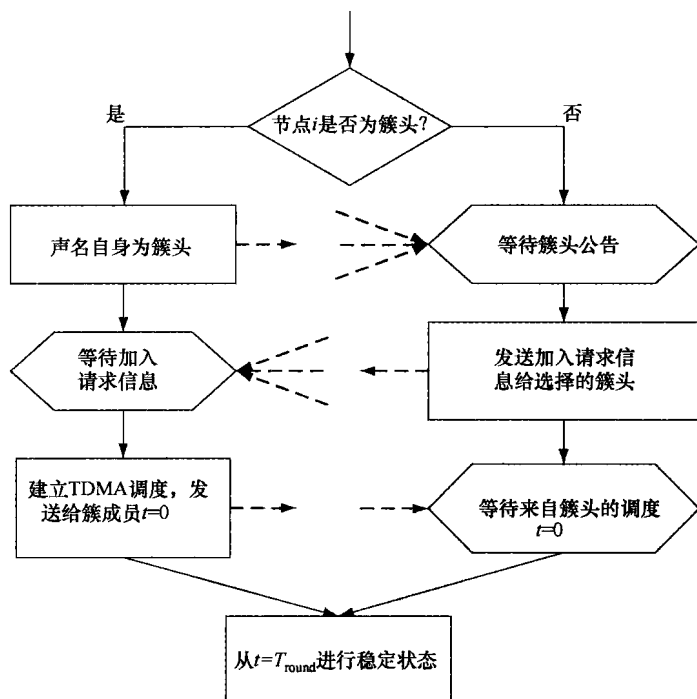 节点i是否为簇头?
是
否
声名自身为簇头
等待簇头公告
等待加入
请求信息
发送加入请求信
息给选择的簇头
建立TDMA调度，发
送给簇成员t=0
等待来自簇头的调度
t=0
从t=Tround进行稳定状态